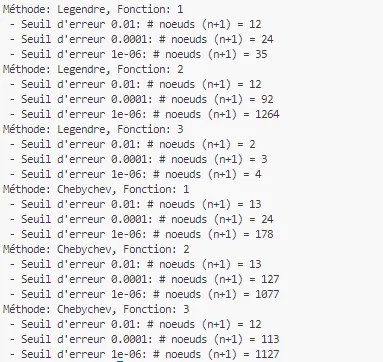 Méthode: Legendre, Fonction: 1
- Seuil d'erreur 0.01: # noeuds (n+1) = 12
- Seuil d'erreur 0.0001: # noeuds (n+1) = 24
- Seuil d'erreur 1e-06: # noeuds (n+1) = 35
Méthode: Legendre, Fonction: 2
- Seuil d'erreur 0.01: # noeuds (n+1) = 12
- Seuil d'erreur 0.0001: # noeuds (n+1) = 92
- Seuil d'erreur 1e-06: # noeuds (n+1) = 1264
Méthode: Legendre, Fonction: 3
- Seuil d'erreur 0.01: # noeuds (n+1) = 2
- Seuil d'erreur 0.0001: # noeuds (n+1) = 3
- Seuil d'erreur 1e-06: # noeuds (n+1) = 4
Méthode: Chebychev, Fonction: 1
- Seuil d'erreur 0.01: # noeuds (n+1) = 13
- Seuil d'erreur 0.0001: # noeuds (n+1) = 24
- Seuil d'erreur 1e-06: # noeuds (n+1) = 178
Méthode: Chebychev, Fonction: 2
- Seuil d'erreur 0.01: # noeuds (n+1) = 13
- Seuil d'erreur 0.0001: # noeuds (n+1) = 127
- Seuil d'erreur 1e-06: # noeuds (n+1) = 1077
Méthode: Chebychev, Fonction: 3
- Seuil d'erreur 0.01: # noeuds (n+1) = 12
- Seuil d'erreur 0.0001: # noeuds (n+1) = 113
- Seuil d'erreur 1e-06: # noeuds (n+1) = 1127